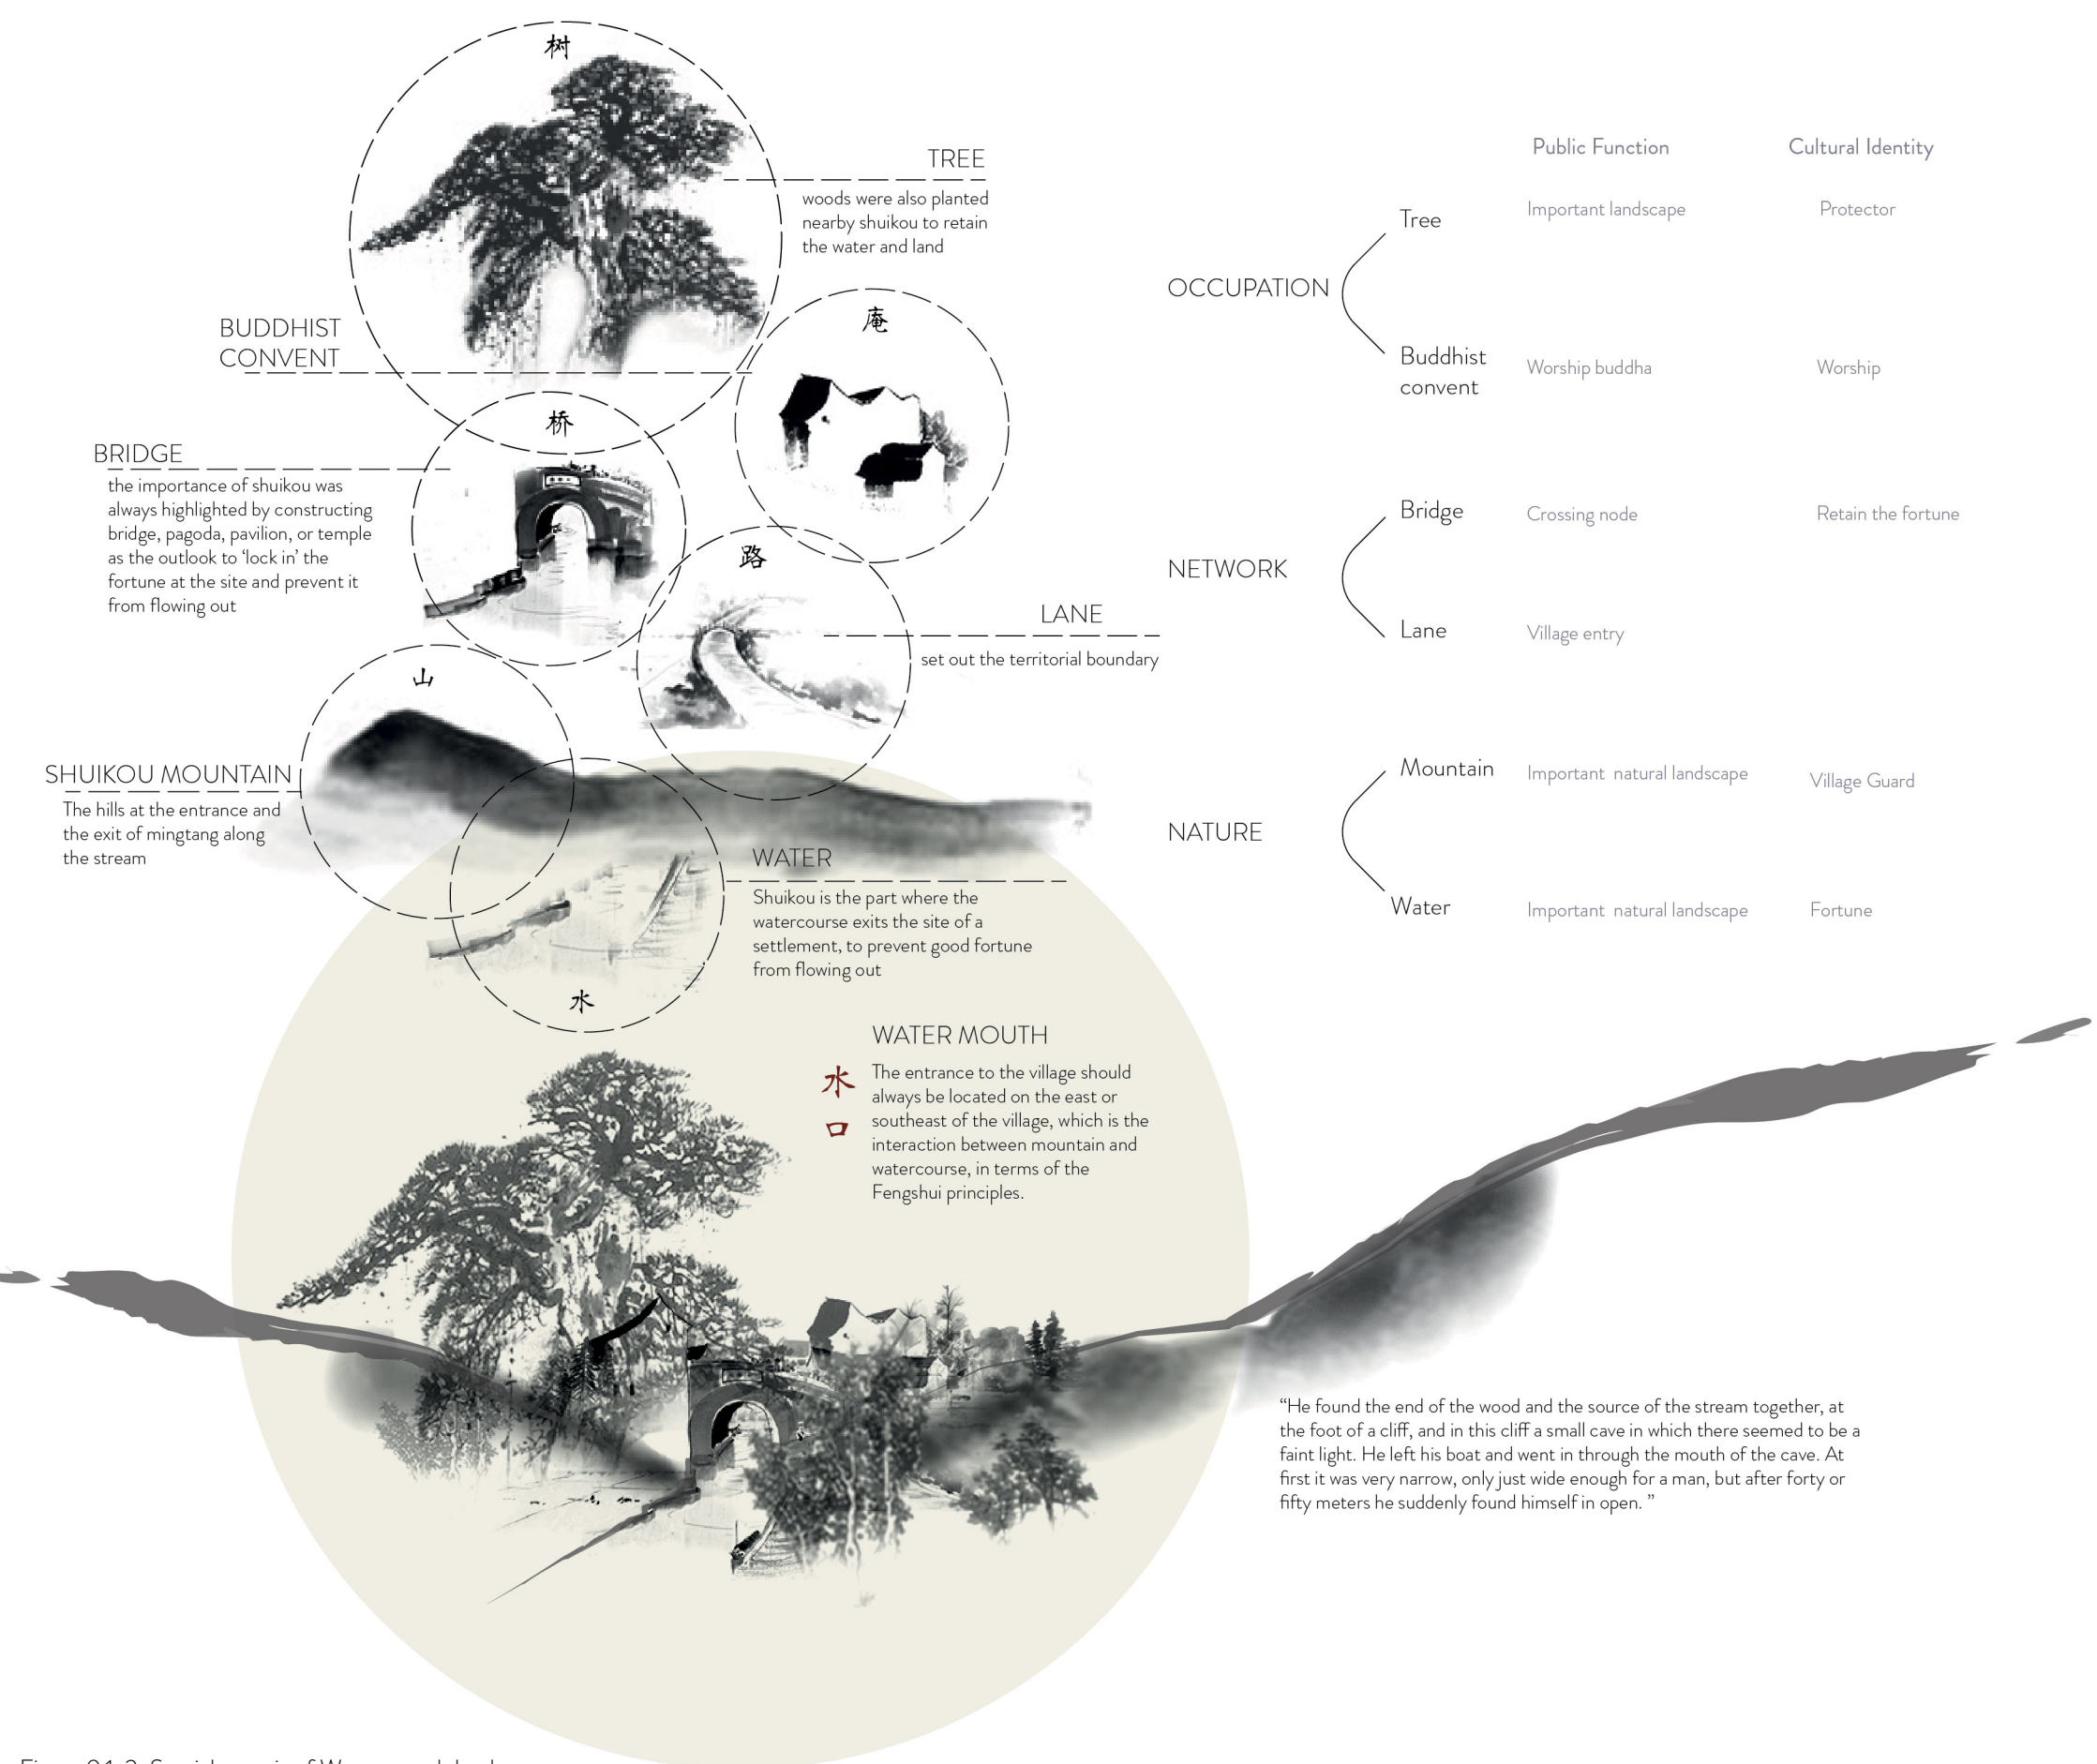 树
TREE
woods were also planted
nearby shuikou to retain
the water and land
庵
BUDDHIST
CONVENT
桥
BRIDGE
the importance of shuikou was
always highlighted by constructing
bridge, pagoda, pavilion, or temple
as the outlook to ‘lock in’ the
fortune at the site and prevent it
from flowing out
路
LANE
set out the territorial boundary
山
SHUIKOU MOUNTAIN
The hills at the entrance and
the exit of mingtang along
the stream
WATER
Shuikou is the part where the
watercourse exits the site of a
settlement, to prevent good fortune
from flowing out
水
WATER MOUTH
水
口
The entrance to the village should
always be located on the east or
southeast of the village, which is the
interaction between mountain and
watercourse, in terms of the
Fengshui principles.
Public Function Cultural Identity
Tree Important landscape Protector
OCCUPATION
Buddhist
convent
Worship buddha Worship
Bridge Crossing node Retain the fortune
NETWORK
Lane Village entry
Mountain Important natural landscape Village Guard
NATURE
Water Important natural landscape Fortune
“He found the end of the wood and the source of the stream together, at
the foot of a cliff, and in this cliff a small cave in which there seemed to be a
faint light. He left his boat and went in through the mouth of the cave. At
first it was very narrow, only just wide enough for a man, but after forty or
fifty meters he suddenly found himself in open. ”